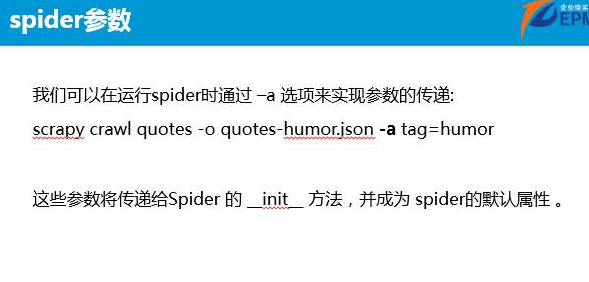 spider参数
企业级实
EPM
我们可以在运行spider时通过 –a 选项来实现参数的传递:
scrapy crawl quotes -o quotes-humor.json -a tag=humor
这些参数将传递给Spider 的 __init__ 方法，并成为 spider的默认属性 。